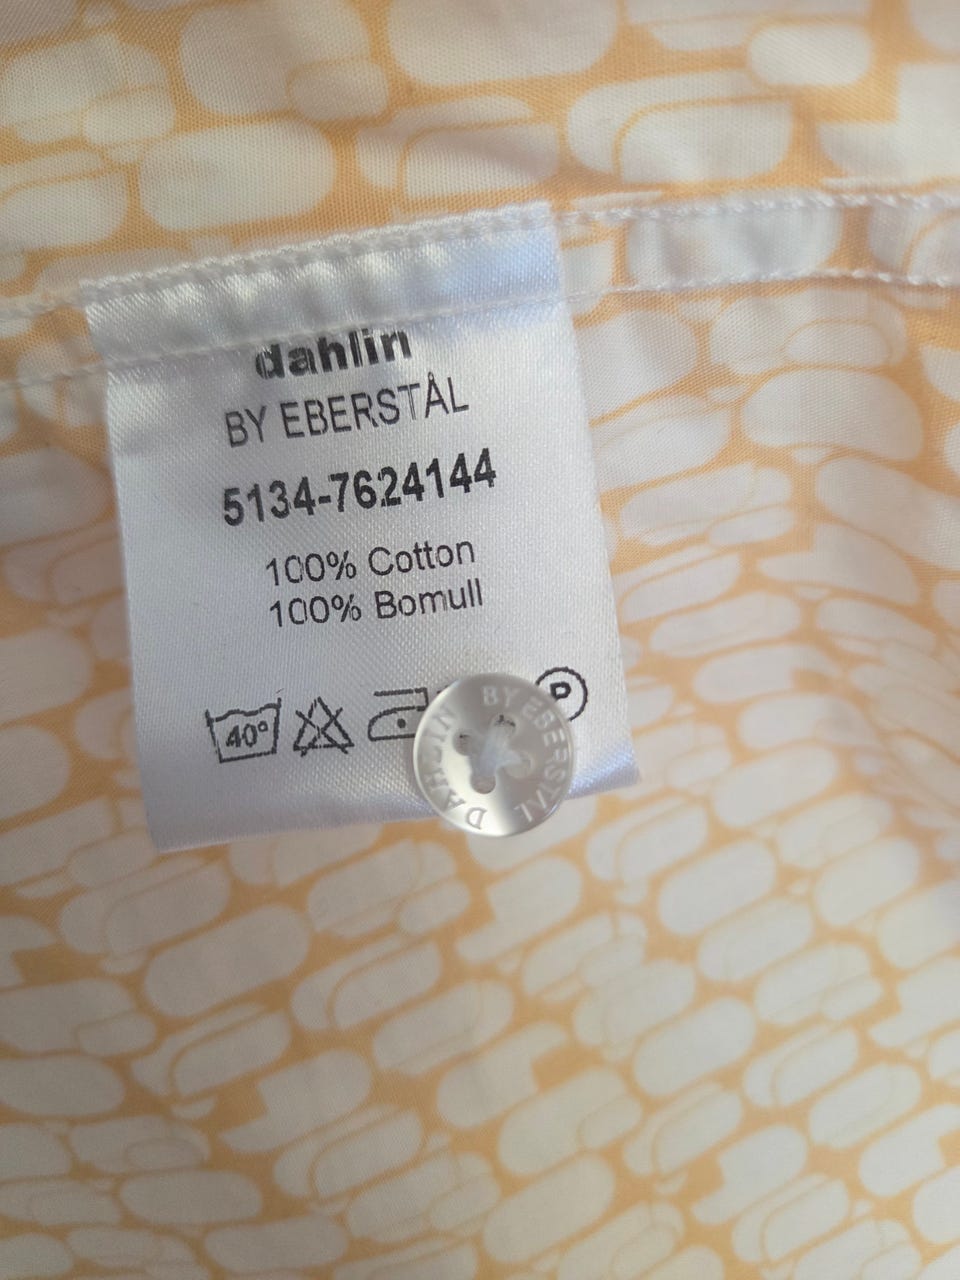 dahlin
BY EBERSTÅL
5134-7624144
100% Cotton
100% Bomull
40°
P
DAHLIN BY EBERSTÅL